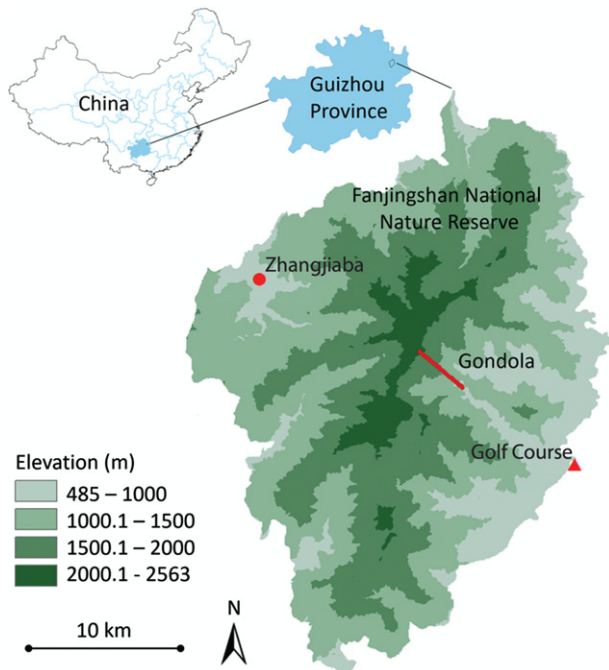 China
Guizhou
Province
Fanjingshan National
Nature Reserve
Zhangjiaba
Gondola
Golf Course
Elevation (m)
485 – 1000
1000.1 – 1500
1500.1 – 2000
2000.1 - 2563
10 km
N